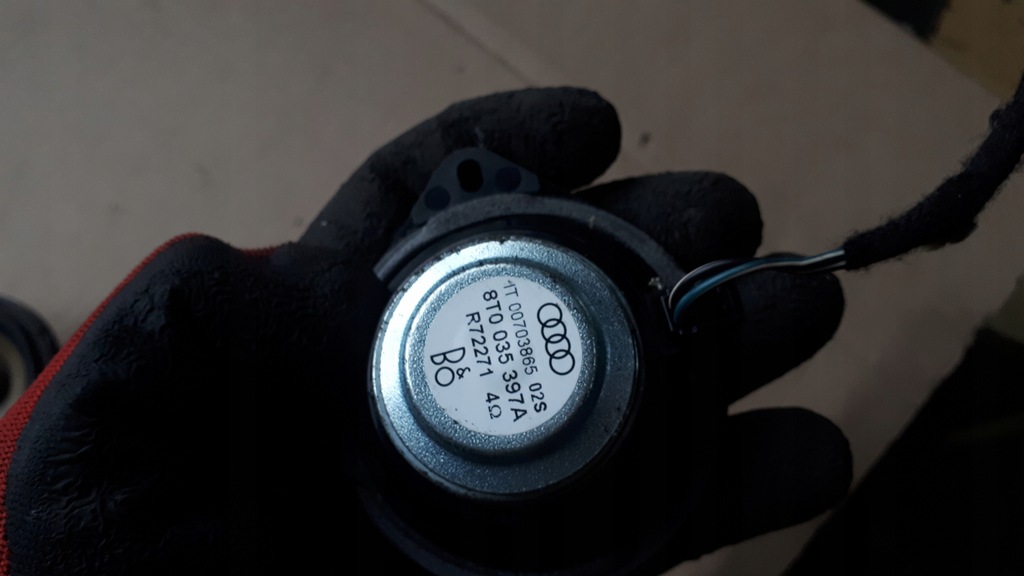 1T 00703865 02S
8T0 035 397A
R72271 4Ω
B&O